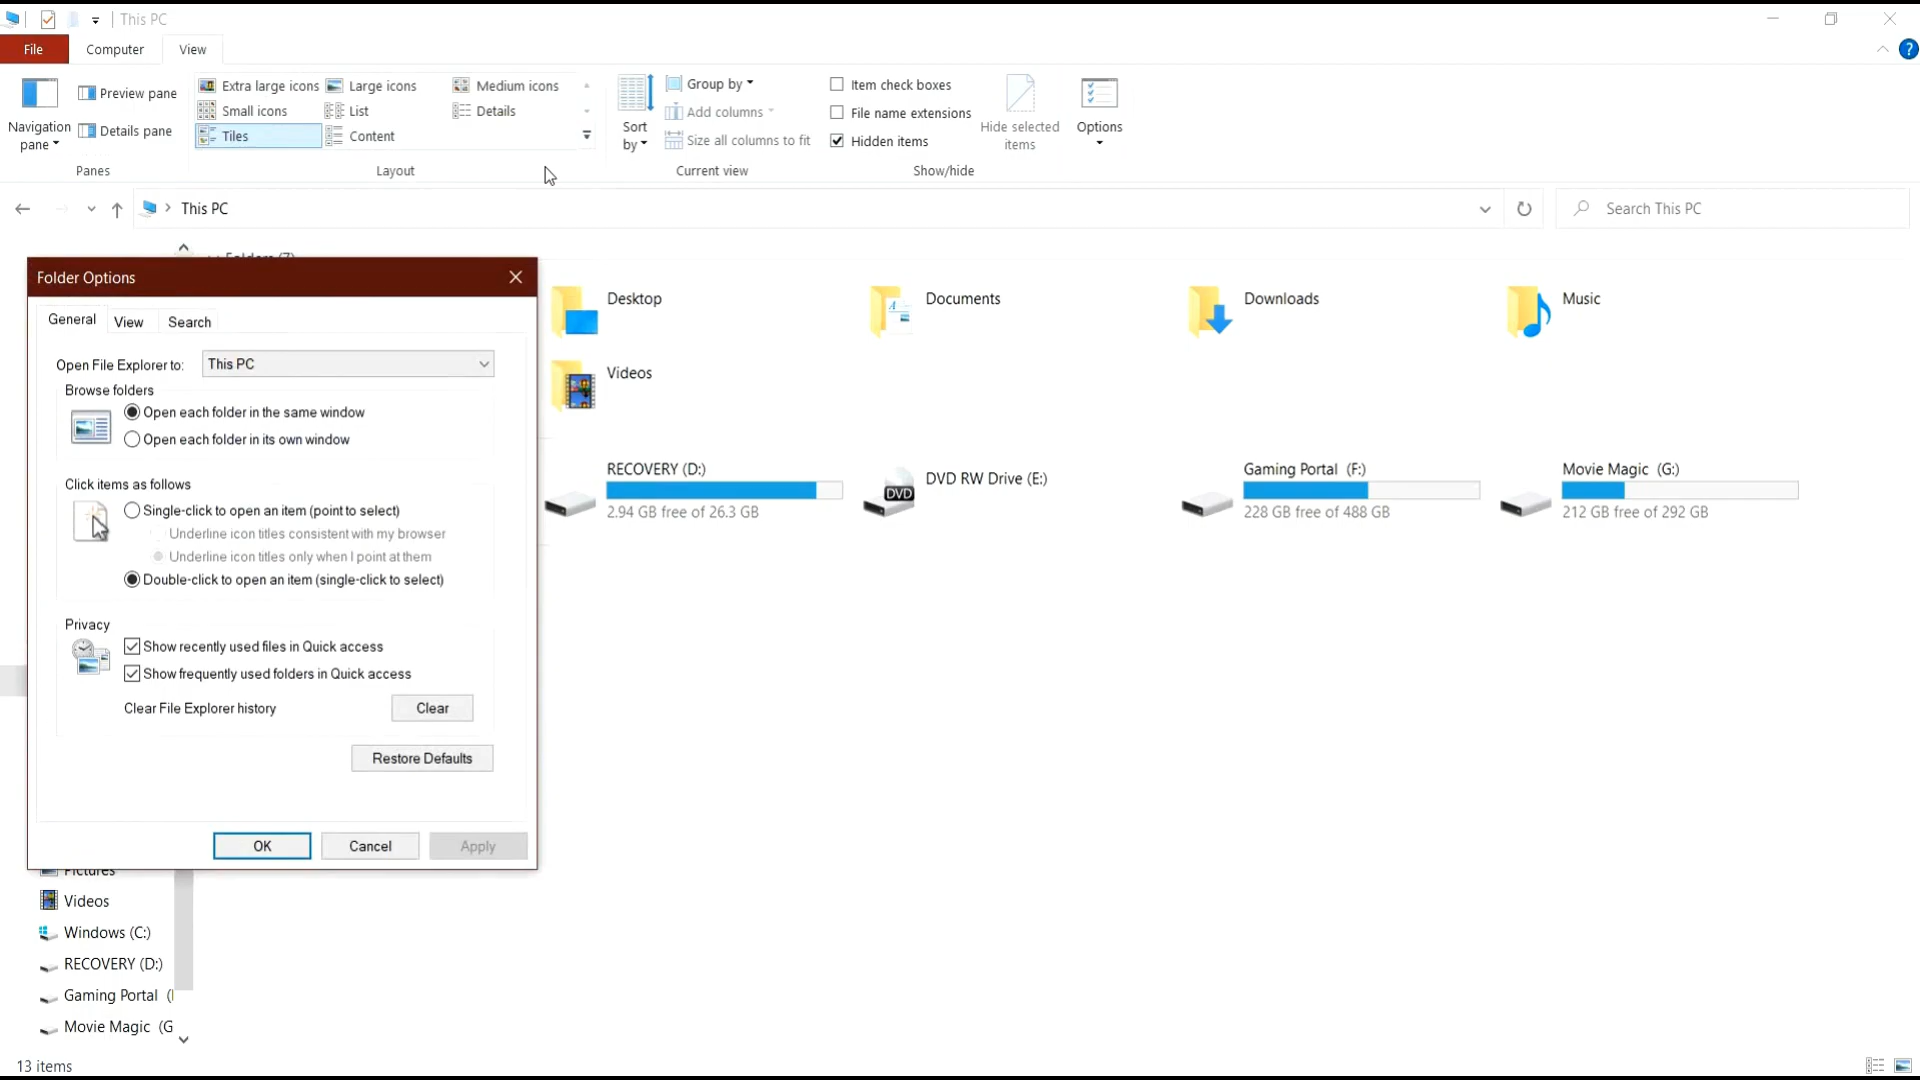 This PC
File
Computer
View
Navigation pane
Preview pane
Details pane
Panes
Extra large icons
Large icons
Medium icons
Small icons
List
Details
Tiles
Content
Layout
Sort by
Group by
Add columns
Size all columns to fit
Current view
Item check boxes
File name extensions
Hidden items
Hide selected items
Show/hide
Options
?
This PC
Search This PC
Folders (7)
Folder Options
General
View
Search
Open File Explorer to:
This PC
Browse folders
Open each folder in the same window
Open each folder in its own window
Click items as follows
Single-click to open an item (point to select)
Underline icon titles consistent with my browser
Underline icon titles only when I point at them
Double-click to open an item (single-click to select)
Privacy
Show recently used files in Quick access
Show frequently used folders in Quick access
Clear File Explorer history
Clear
Restore Defaults
OK
Cancel
Apply
Desktop
Documents
Downloads
Music
Videos
RECOVERY (D:)
2.94 GB free of 26.3 GB
DVD
DVD RW Drive (E:)
Gaming Portal (F:)
228 GB free of 488 GB
Movie Magic (G:)
212 GB free of 292 GB
Pictures
Videos
Windows (C:)
RECOVERY (D:)
Gaming Portal (
Movie Magic (G
13 items